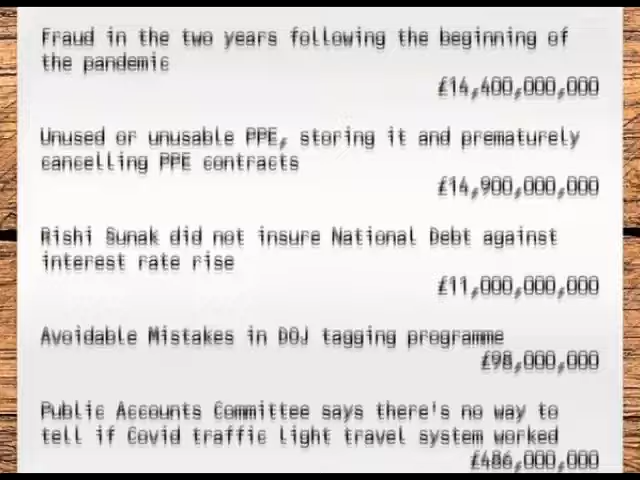 Fraud in the two years following the beginning of
the pandemic
£14,400,000,000
Unused or unusable PPE, storing it and prematurely
cancelling PPE contracts
£14,900,000,000
Rishi Sunak did not insure National Debt against
interest rate rise
£11,000,000,000
Avoidable Mistakes in DOJ tagging programme
£98,000,000
Public Accounts Committee says there's no way to
tell if Covid traffic light travel system worked
£486,000,000